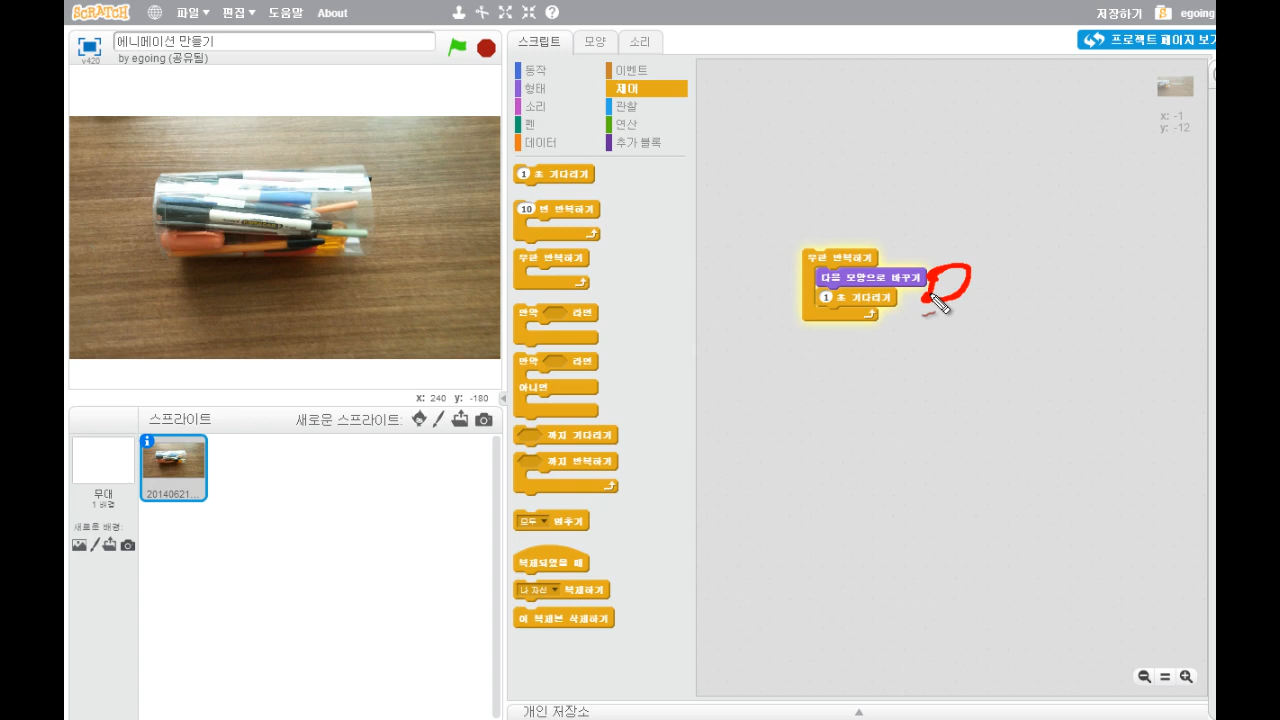 SCRATCH 파일▼ 편집▼ 도움말 About 저장하기 egoing
v420 에니메이션 만들기
by egoing (공유됨)
스크립트 모양 소리 프로젝트 페이지 보기
동작 이벤트
형태 제어
소리 관찰
펜 연산
데이터 추가 블록
x: -1
y: -12
1 초 기다리기
10 번 반복하기
무한 반복하기
만약 라면
만약 라면
아니면
까지 기다리기
까지 반복하기
모두 ▼ 멈추기
복제되었을 때
나 자신 ▼ 복제하기
이 복제본 삭제하기
무한 반복하기
다음 모양으로 바꾸기
1 초 기다리기
x: 240 y: -180
스프라이트 새로운 스프라이트:
무대
1 배경
새로운 배경:
20140621...
개인 저장소